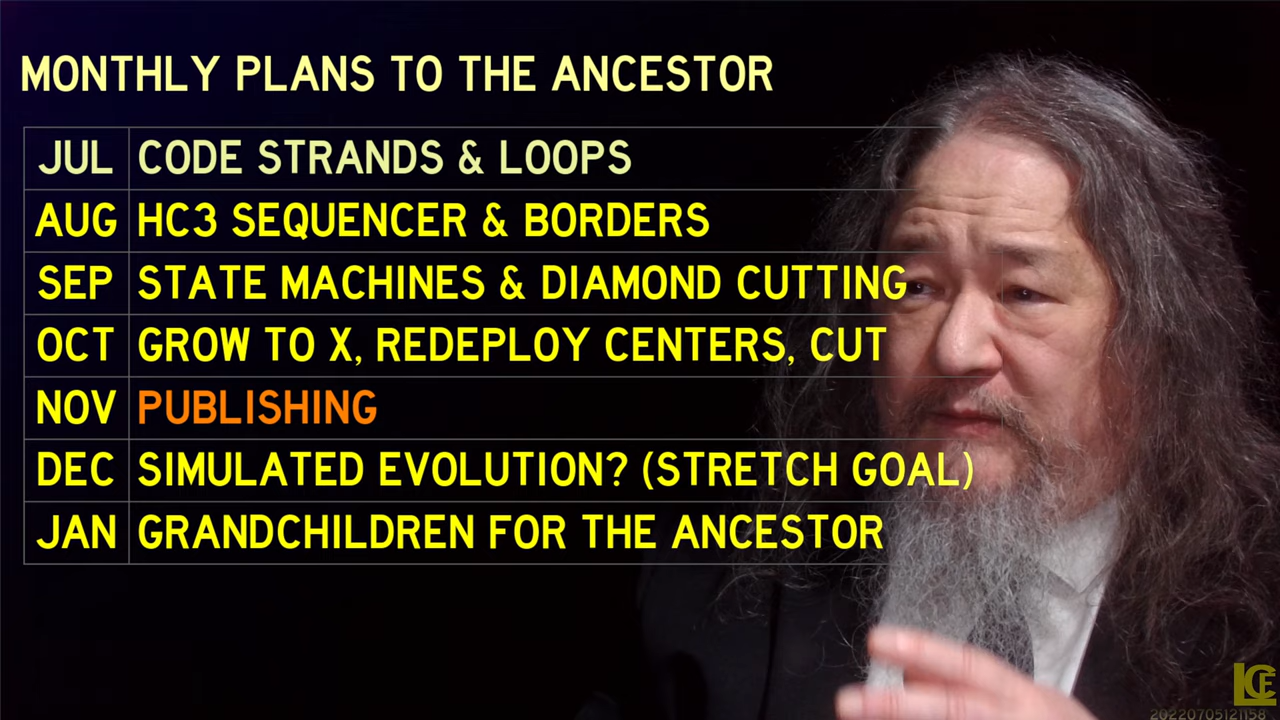 MONTHLY PLANS TO THE ANCESTOR
JUL CODE STRANDS & LOOPS
AUG HC3 SEQUENCER & BORDERS
SEP STATE MACHINES & DIAMOND CUTTING
OCT GROW TO X, REDEPLOY CENTERS, CUT
NOV PUBLISHING
DEC SIMULATED EVOLUTION? (STRETCH GOAL)
JAN GRANDCHILDREN FOR THE ANCESTOR
20220705121158